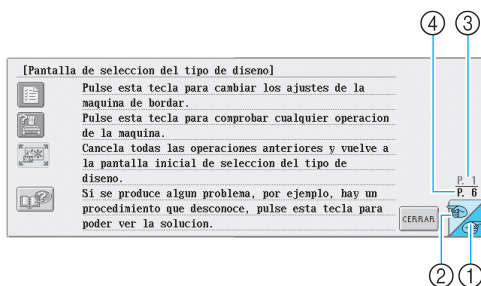 ④ ③
[Pantalla de seleccion del tipo de diseno]
Pulse esta tecla para cambiar los ajustes de la
maquina de bordar.
Pulse esta tecla para comprobar cualquier operacion
de la maquina.
Cancela todas las operaciones anteriores y vuelve a
la pantalla inicial de seleccion del tipo de
diseno.
Si se produce algun problema, por ejemplo, hay un
procedimiento que desconoce, pulse esta tecla para
poder ver la solucion.
P. 1
P. 6
CERRAR
② ①